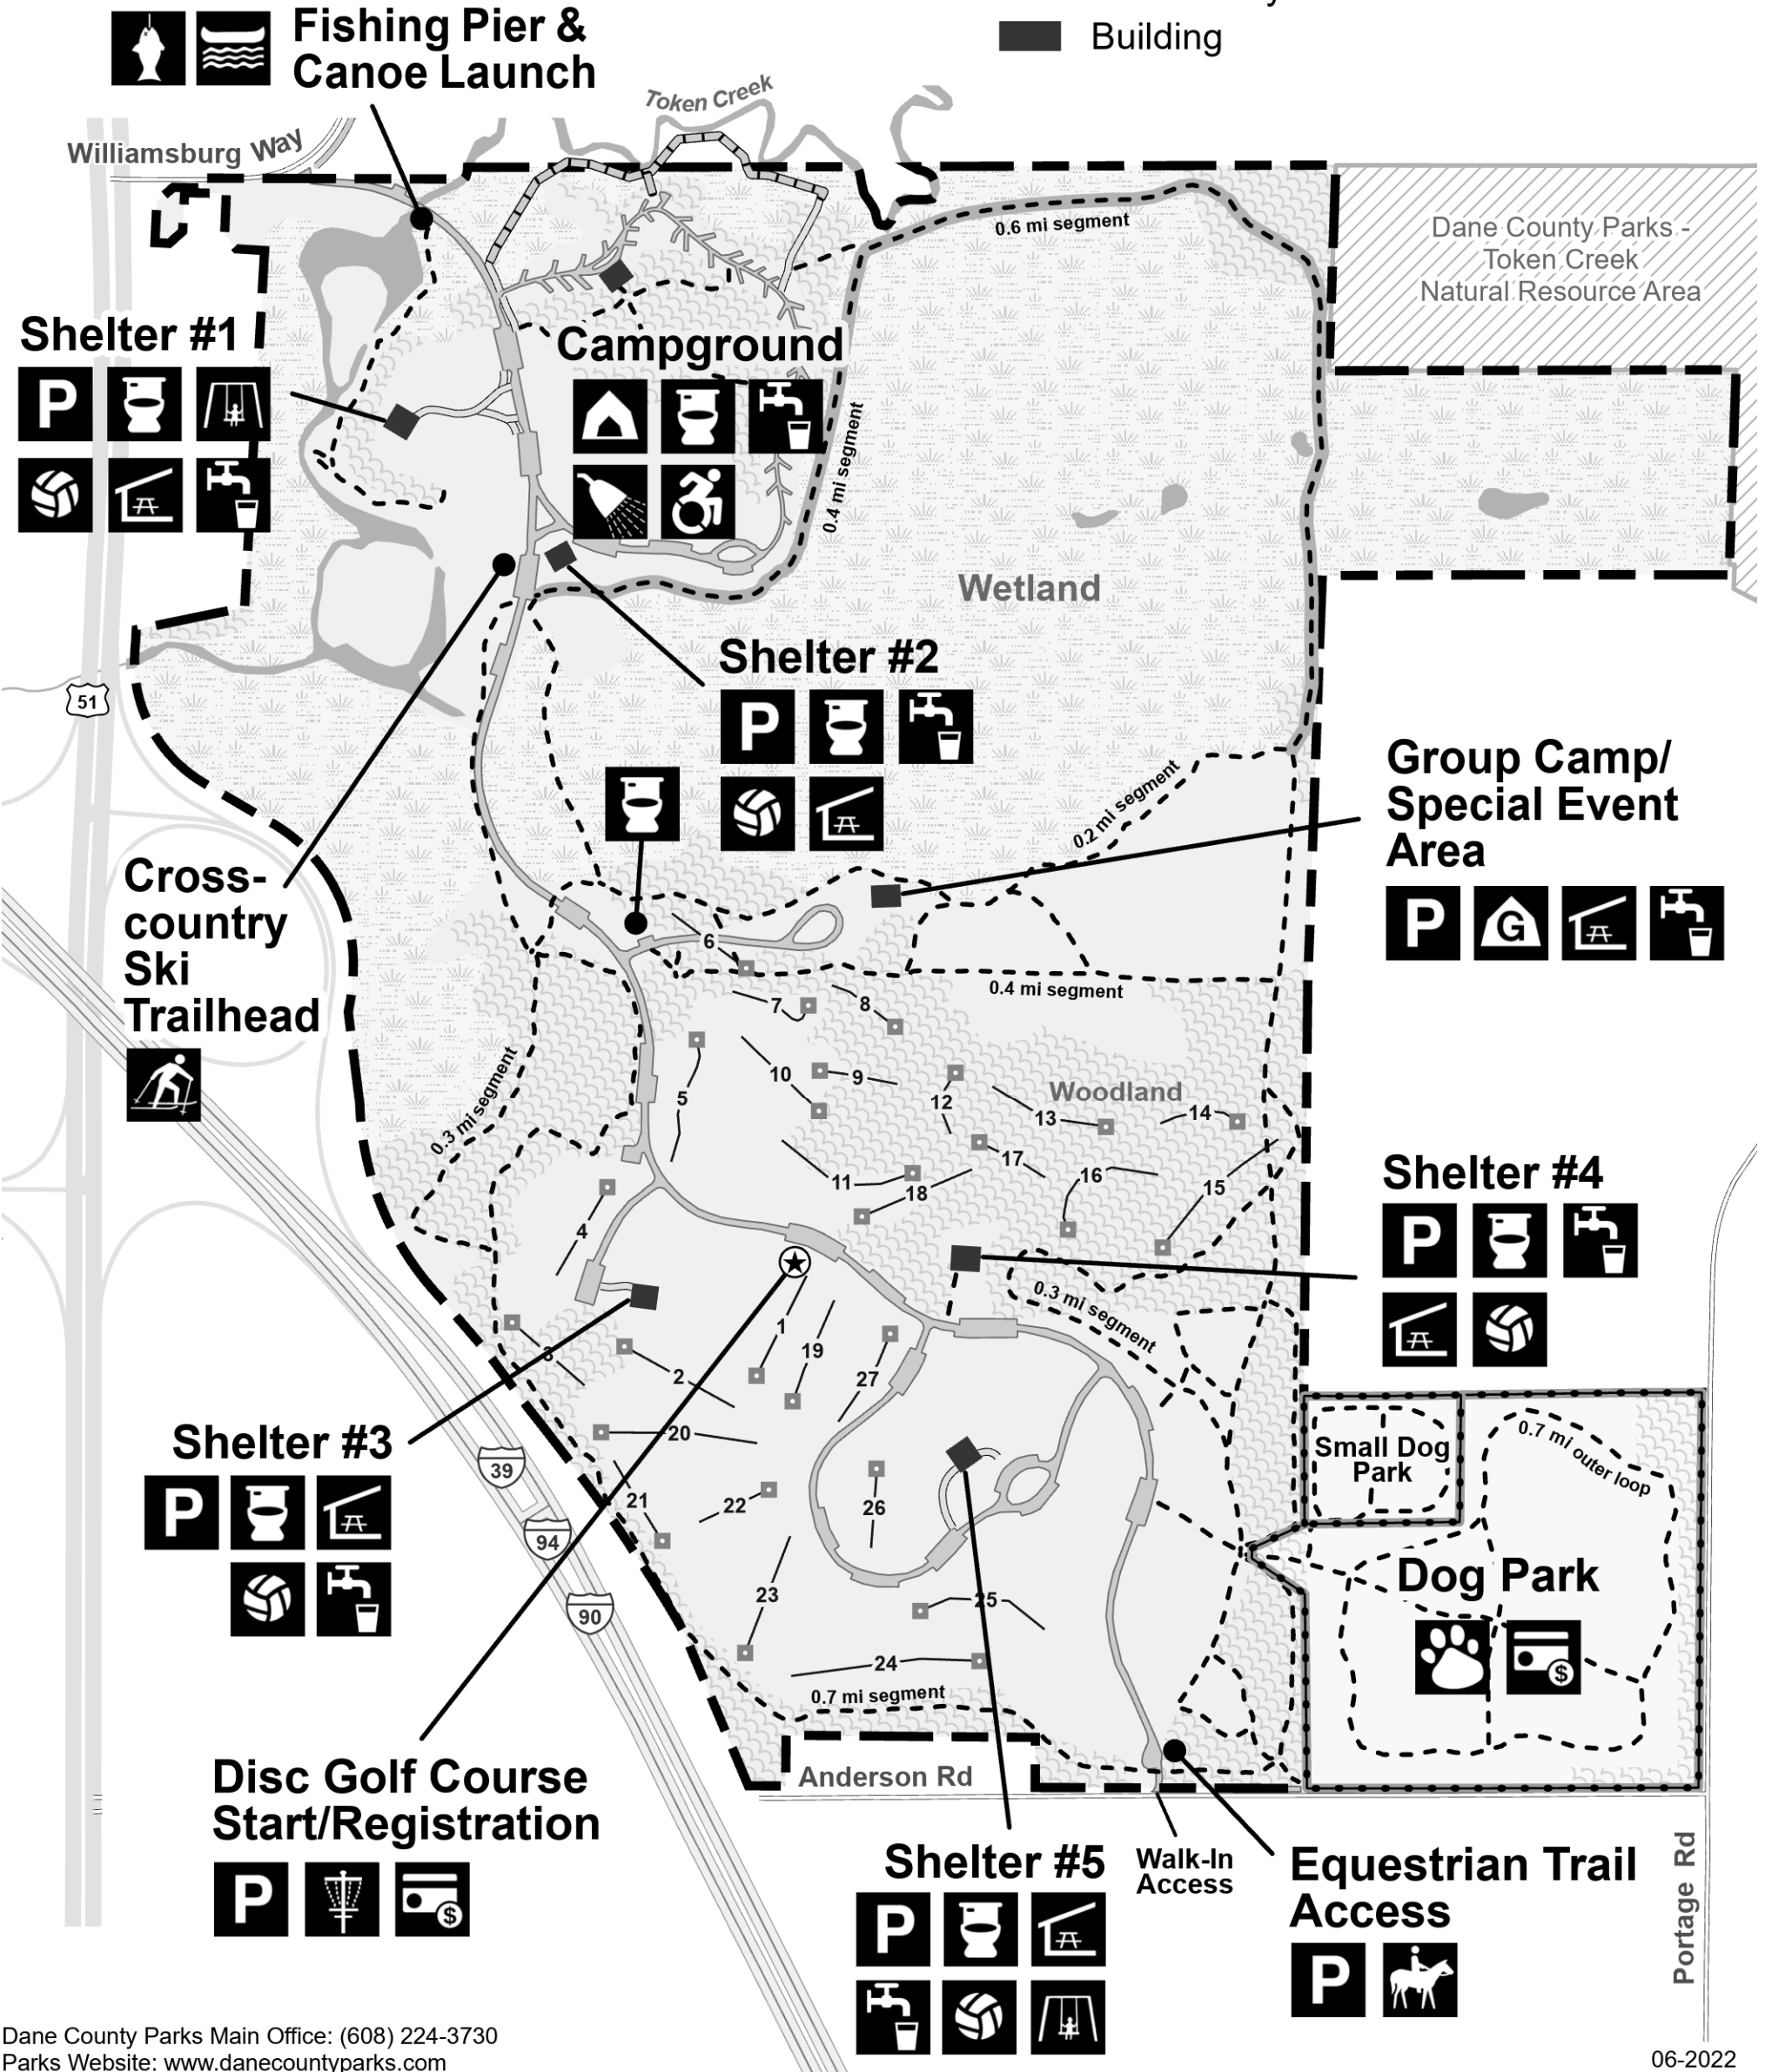 Fishing Pier &
Canoe Launch
Building
Token Creek
Williamsburg Way
0.6 mi segment
Dane County Parks -
Token Creek
Natural Resource Area
Shelter #1
P
Campground
0.4 mi segment
Wetland
Shelter #2
P
51
0.2 mi segment
Group Camp/
Special Event
Area
P
G
Cross-
country
Ski
Trailhead
6
0.4 mi segment
7
8
5
10
9
12
Woodland
13
14
0.3 mi segment
17
16
15
11
18
Shelter #4
P
4
0.3 mi segment
1
19
27
3
2
20
Shelter #3
P
39
94
90
21
22
26
23
25
24
0.7 mi segment
Small Dog
Park
0.7 mi outer loop
Dog Park
$
Anderson Rd
Disc Golf Course
Start/Registration
P
$
Shelter #5
P
Walk-In
Access
Equestrian Trail
Access
P
Portage Rd
Dane County Parks Main Office: (608) 224-3730
Parks Website: www.danecountyparks.com
06-2022